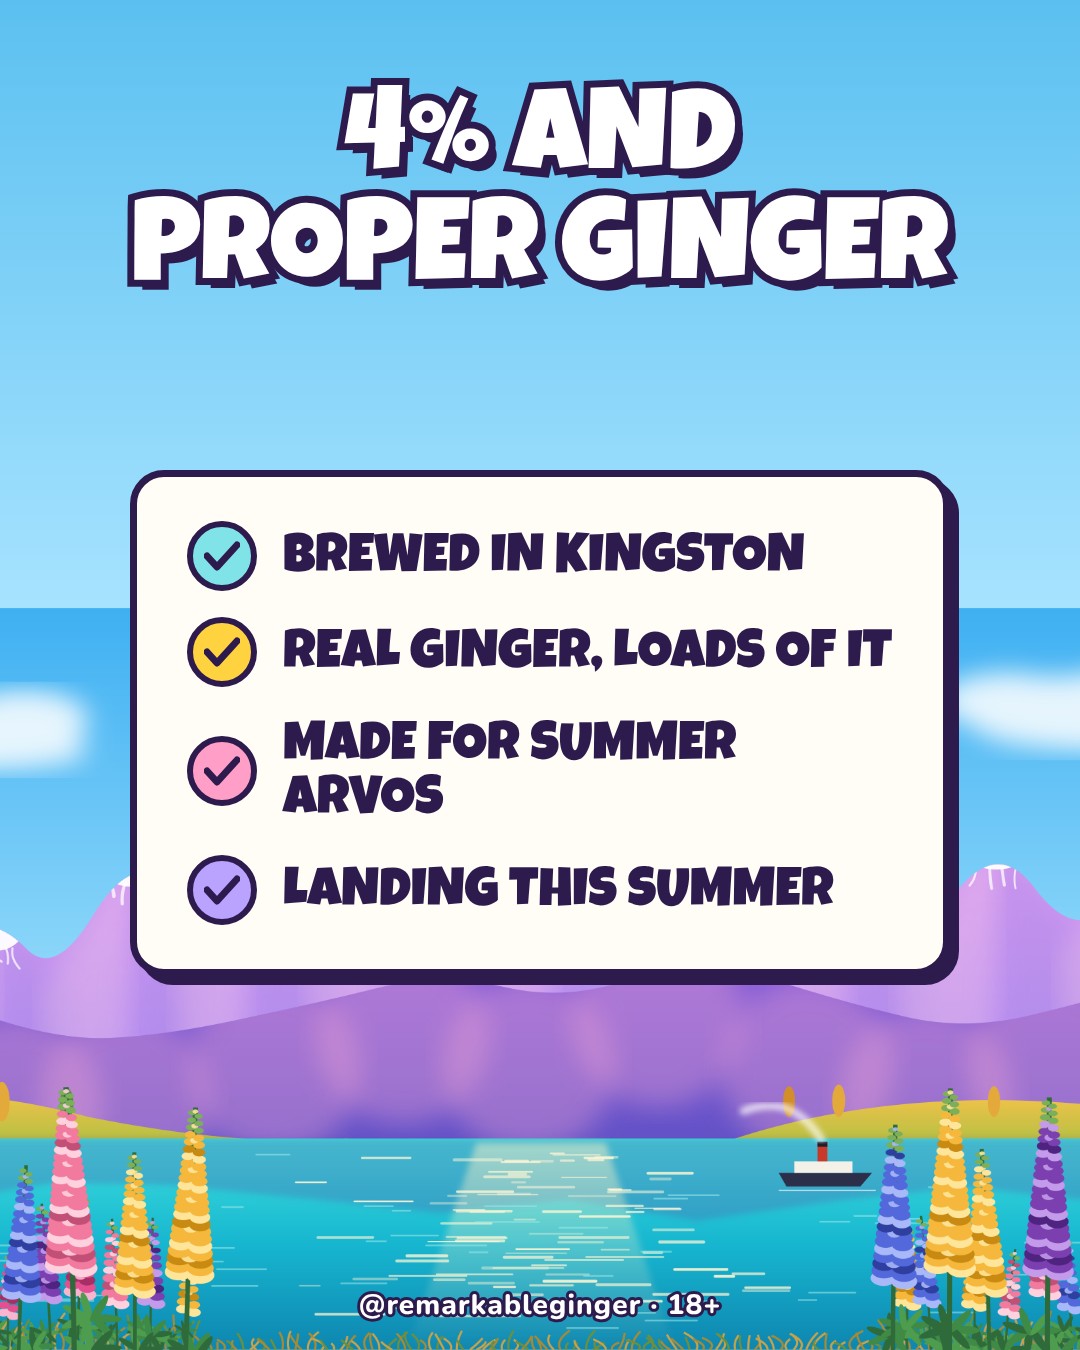 4% AND
PROPER GINGER
BREWED IN KINGSTON
REAL GINGER, LOADS OF IT
MADE FOR SUMMER
ARVOS
LANDING THIS SUMMER
@remarkableginger · 18+